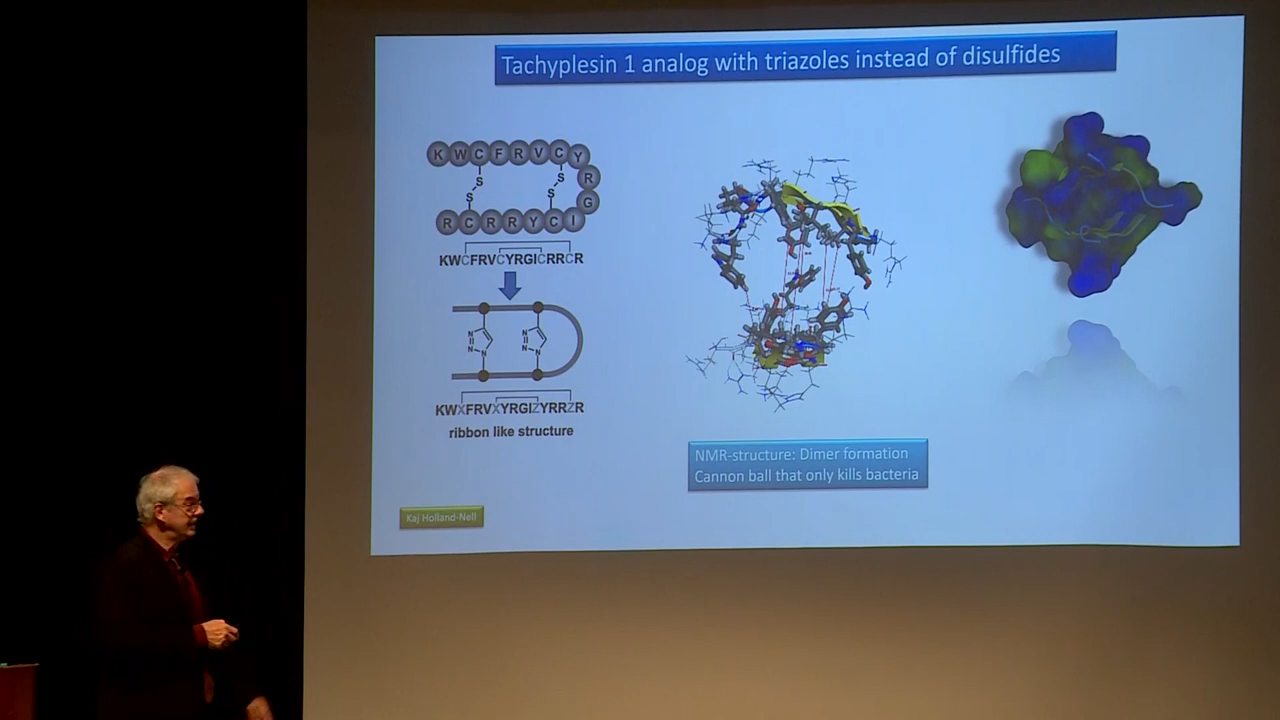 Tachyplesin 1 analog with triazoles instead of disulfides
K W C F R V C Y
S S R
S S G
R C R R Y C I
KWCFRVCYRGICRRCR
N N
N N
N N
KWXFRVXYRGIZYRRZR
ribbon like structure
NMR-structure: Dimer formation
Cannon ball that only kills bacteria
Kaj Holland-Nell